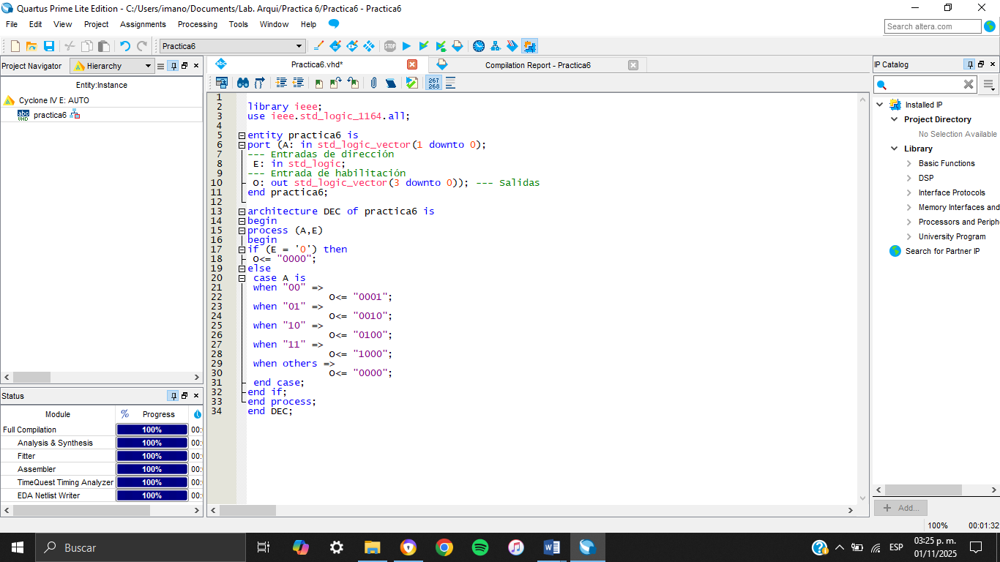 Quartus Prime Lite Edition - C:/Users/imano/Documents/Lab. Arqui/Practica 6/Practica6 - Practica6
File Edit View Project Assignments Processing Tools Window Help
Search altera.com
Practica6
STOP
Project Navigator Hierarchy
Entity:Instance
Cyclone IV E: AUTO
abc VHD practica6
Practica6.vhd*
Compilation Report - Practica6
267
268
1
2 library ieee;
3 use ieee.std_logic_1164.all;
4
5 entity practica6 is
6 port (A: in std_logic_vector(1 downto 0);
7 --- Entradas de dirección
8 E: in std_logic;
9 --- Entrada de habilitación
10 O: out std_logic_vector(3 downto 0)); --- Salidas
11 end practica6;
12
13 architecture DEC of practica6 is
14 begin
15 process (A,E)
16 begin
17 if (E = '0') then
18 O<= "0000";
19 else
20 case A is
21 when "00" =>
22 O<= "0001";
23 when "01" =>
24 O<= "0010";
25 when "10" =>
26 O<= "0100";
27 when "11" =>
28 O<= "1000";
29 when others =>
30 O<= "0000";
31 end case;
32 end if;
33 end process;
34 end DEC;
Status
Module % Progress
Full Compilation 100% 00:
Analysis & Synthesis 100% 00:
Fitter 100% 00:
Assembler 100% 00:
TimeQuest Timing Analyzer 100% 00:
EDA Netlist Writer 100% 00:
IP Catalog
Installed IP
Project Directory
No Selection Available
Library
Basic Functions
DSP
Interface Protocols
Memory Interfaces and
Processors and Periph
University Program
Search for Partner IP
+ Add...
100% 00:01:32
Buscar
ESP
03:25 p. m.
01/11/2025